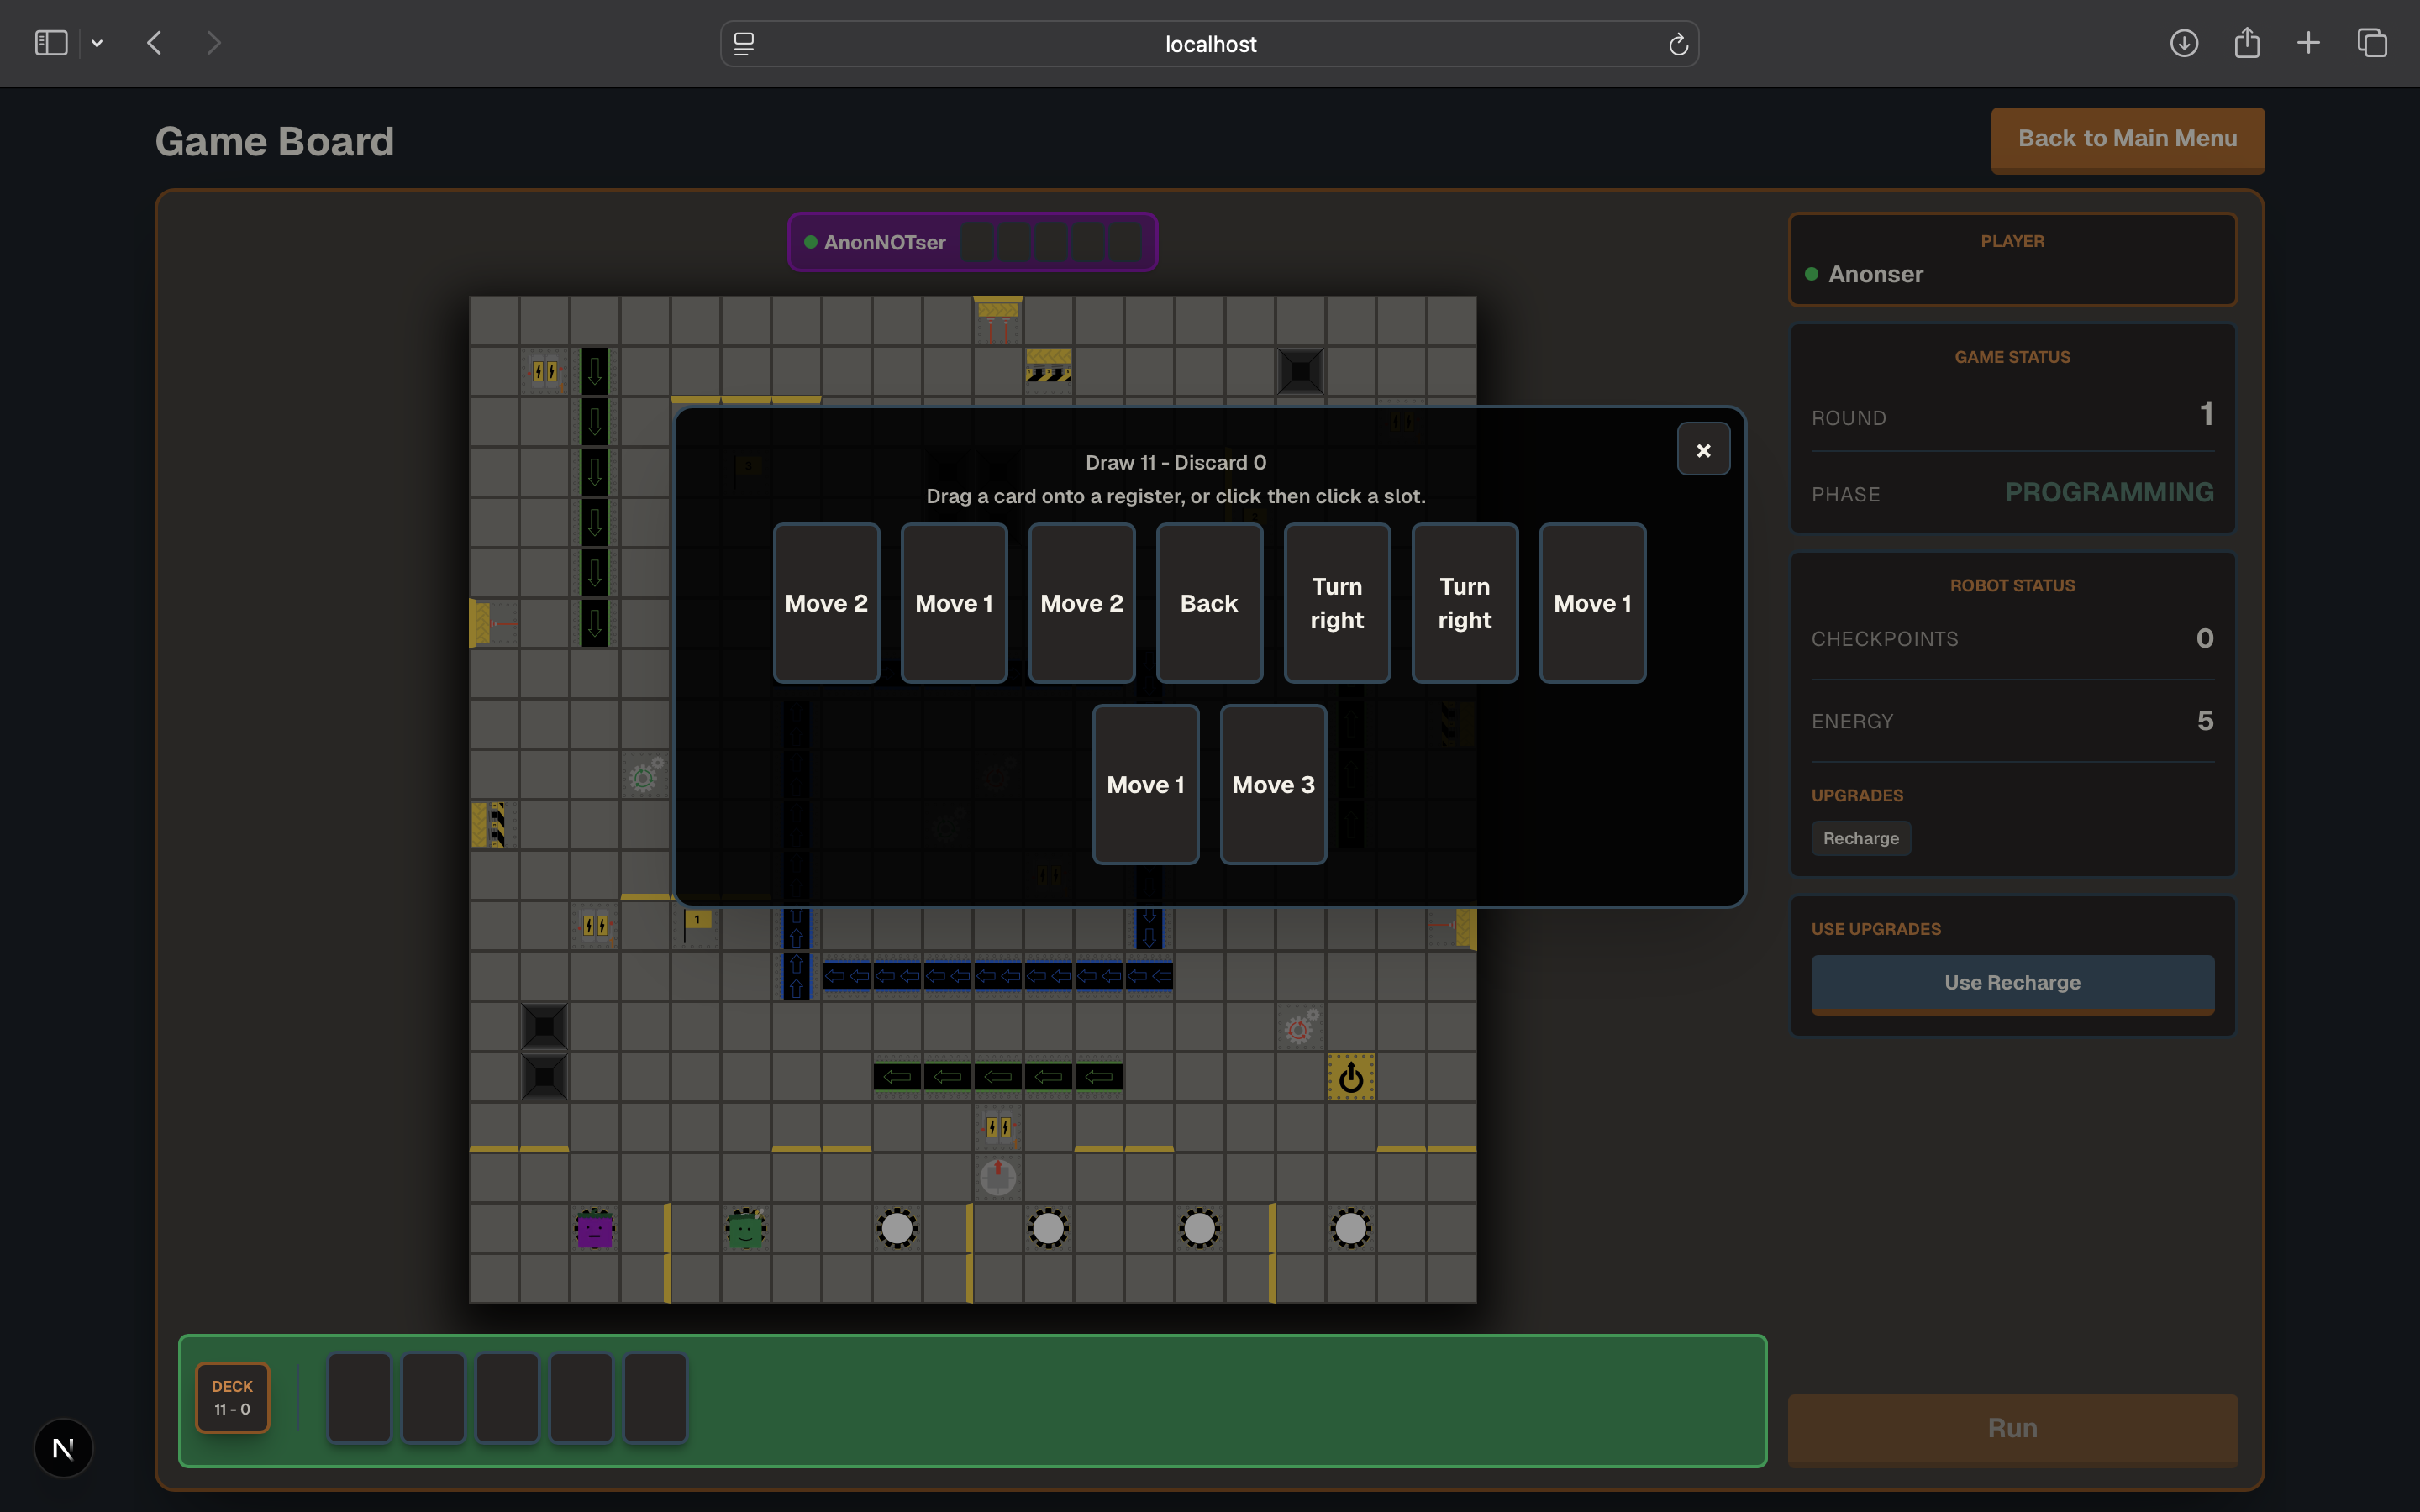 localhost
Game Board
Back to Main Menu
AnonNOTser
PLAYER
Anonser
GAME STATUS
ROUND
1
PHASE
PROGRAMMING
ROBOT STATUS
CHECKPOINTS
0
ENERGY
5
UPGRADES
Recharge
USE UPGRADES
Use Recharge
Run
3
Draw 11 - Discard 0
Drag a card onto a register, or click then click a slot.
×
Move 2
Move 1
Move 2
Back
Turn
right
Turn
right
Move 1
Move 1
Move 3
1
DECK
11 - 0
N